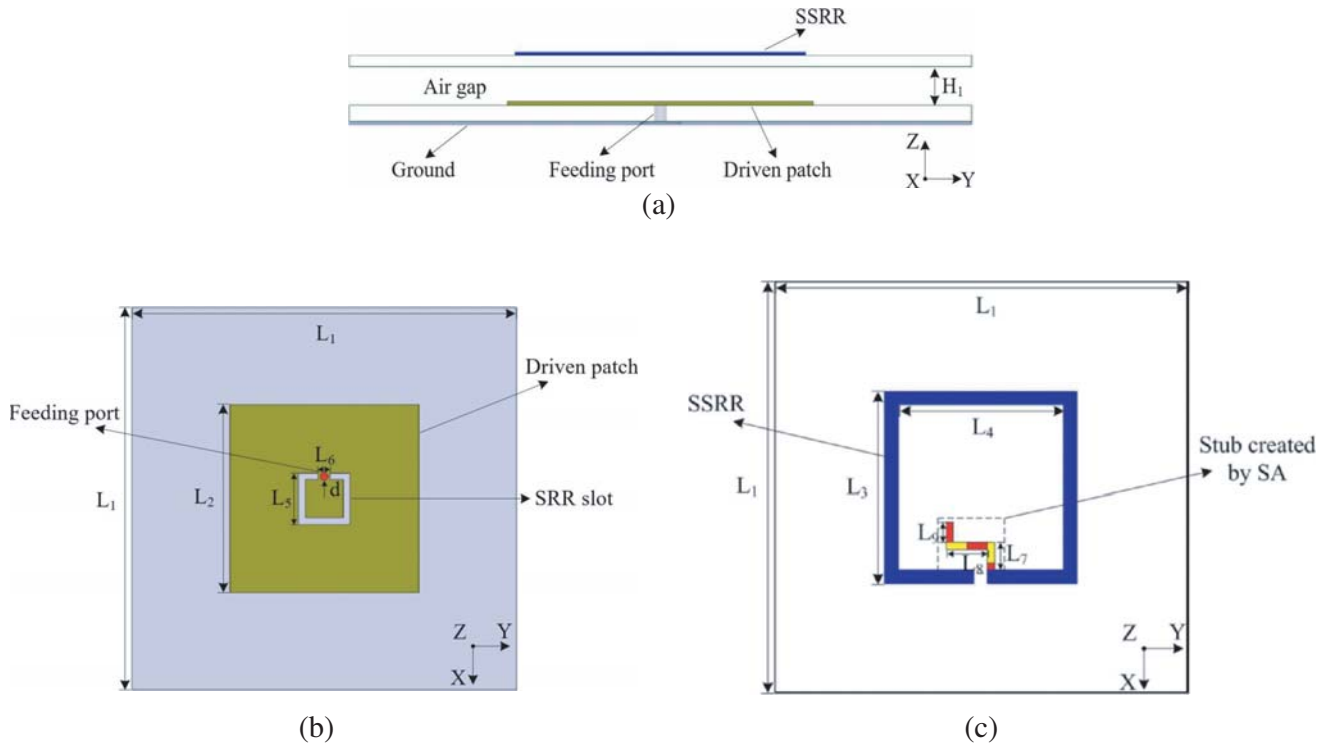 SSRR
Air gap
H₁
Ground
Feeding port
Driven patch
Z
X
Y
(a)
L₁
Driven patch
Feeding port
L₆
L₅
d
L₂
SRR slot
L₁
Z
Y
X
(b)
L₁
SSRR
L₄
Stub created
by SA
L₁
L₃
L₉
L₇
L₈
Z
Y
X
(c)